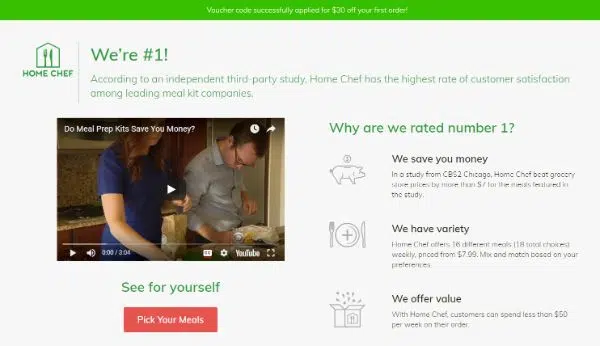 Voucher code successfully applied for $30 off your first order!
HOME CHEF
We're #1!
According to an independent third-party study, Home Chef has the highest rate of customer satisfaction
among leading meal kit companies.
Do Meal Prep Kits Save You Money?
0:00 / 3:04
CC
YouTube
See for yourself
Pick Your Meals
Why are we rated number 1?
We save you money
In a study from CBS2 Chicago, Home Chef beat grocery
store prices by more than $7 for the meals featured in
the study.
We have variety
Home Chef offers 16 different meals (18 total choices)
weekly, priced from $7.99. Mix and match based on your
preferences.
We offer value
With Home Chef, customers can spend less than $50
per week on their order.